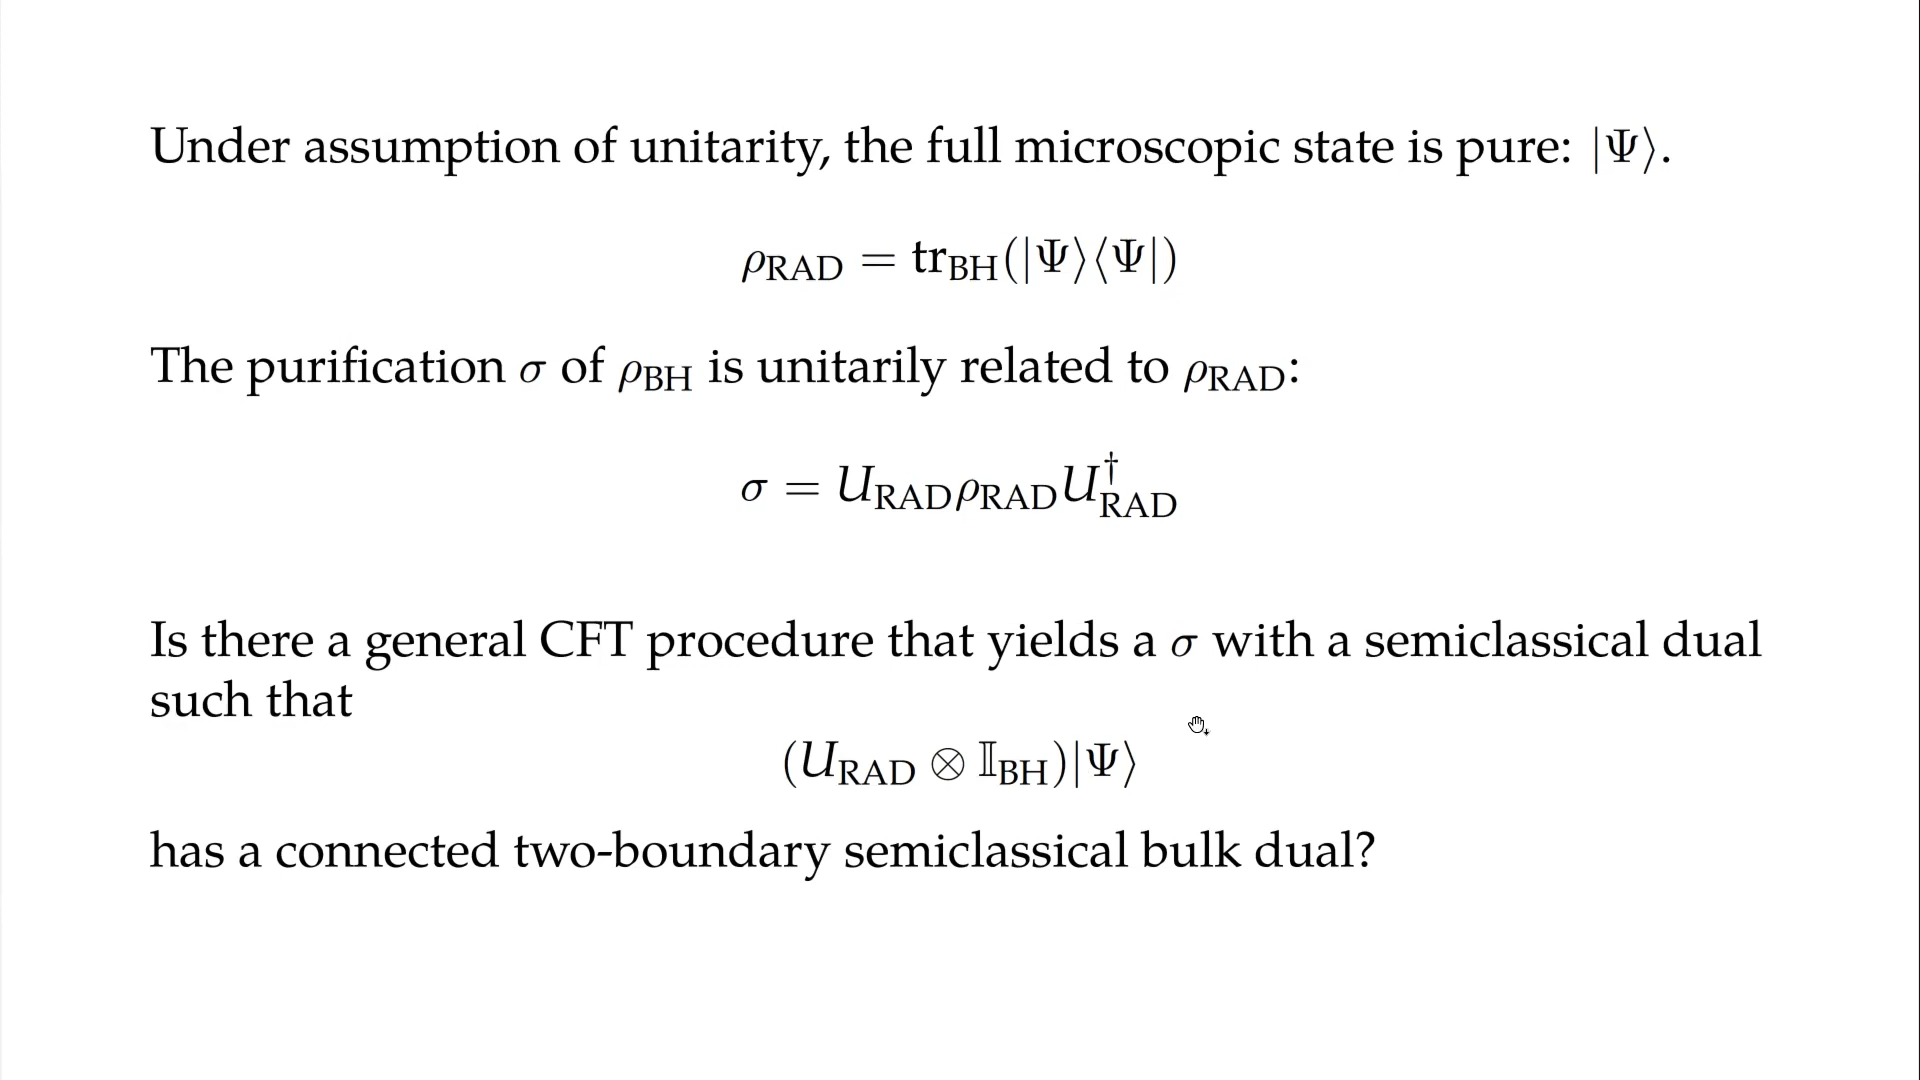 Under assumption of unitarity, the full microscopic state is pure: |Ψ⟩.
ρ_RAD = tr_BH(|Ψ⟩⟨Ψ|)
The purification σ of ρ_BH is unitarily related to ρ_RAD:
σ = U_RAD ρ_RAD U†_RAD
Is there a general CFT procedure that yields a σ with a semiclassical dual
such that
(U_RAD ⊗ 𝕀_BH)|Ψ⟩
has a connected two-boundary semiclassical bulk dual?